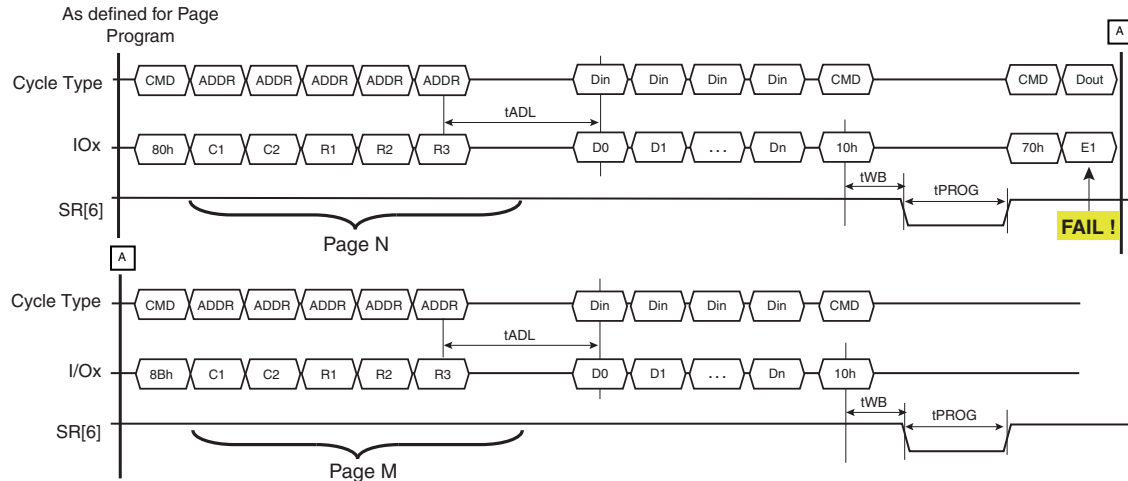 As defined for Page
Program
A
Cycle Type CMD ADDR ADDR ADDR ADDR ADDR Din Din Din Din CMD CMD Dout
tADL
IOx 80h C1 C2 R1 R2 R3 D0 D1 ... Dn 10h 70h E1
tWB tPROG
SR[6]
FAIL !
Page N
A
Cycle Type CMD ADDR ADDR ADDR ADDR ADDR Din Din Din Din CMD
tADL
I/Ox 8Bh C1 C2 R1 R2 R3 D0 D1 ... Dn 10h
tWB tPROG
SR[6]
Page M